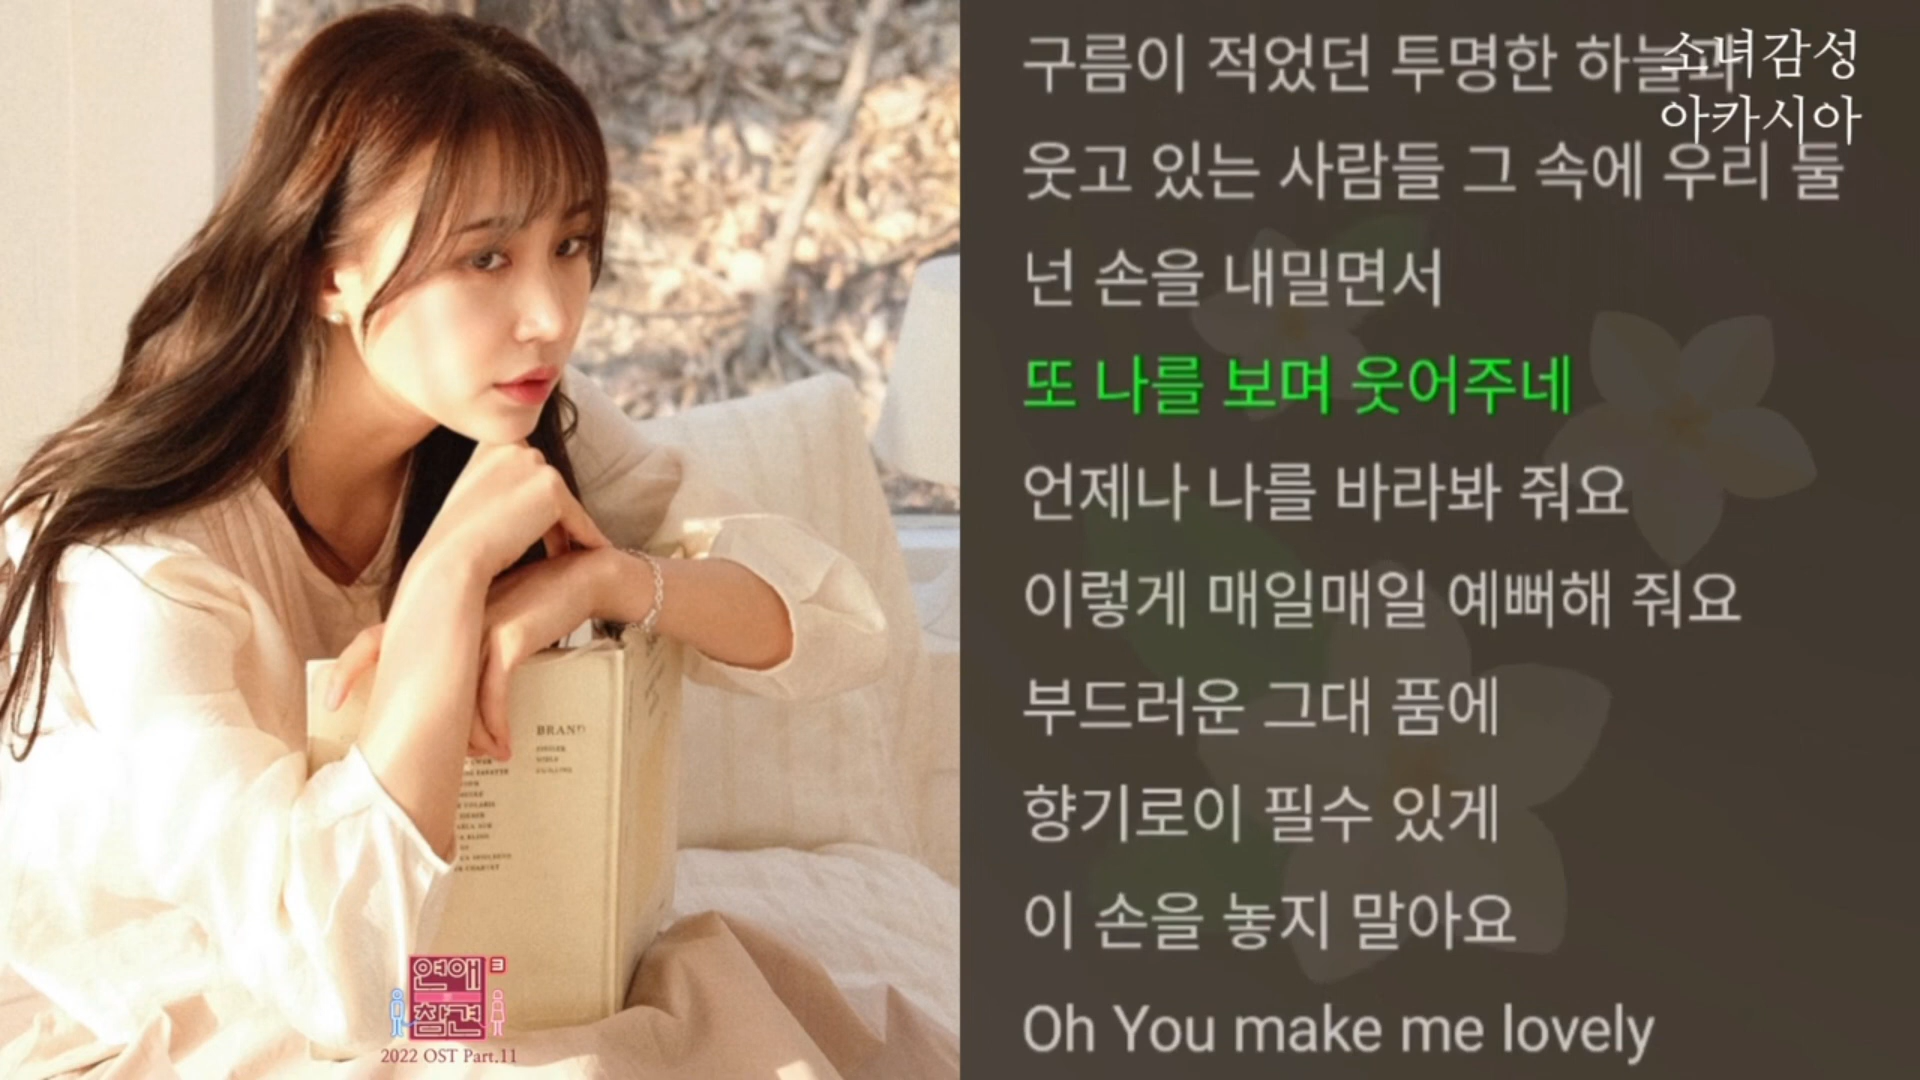 구름이 적었던 투명한 하늘과
소녀감성
아카시아
웃고 있는 사람들 그 속에 우리 둘
넌 손을 내밀면서
또 나를 보며 웃어주네
언제나 나를 바라봐 줘요
이렇게 매일매일 예뻐해 줘요
부드러운 그대 품에
향기로이 필수 있게
이 손을 놓지 말아요
Oh You make me lovely
BRAND
연애의
참견 3
2022 OST Part.11